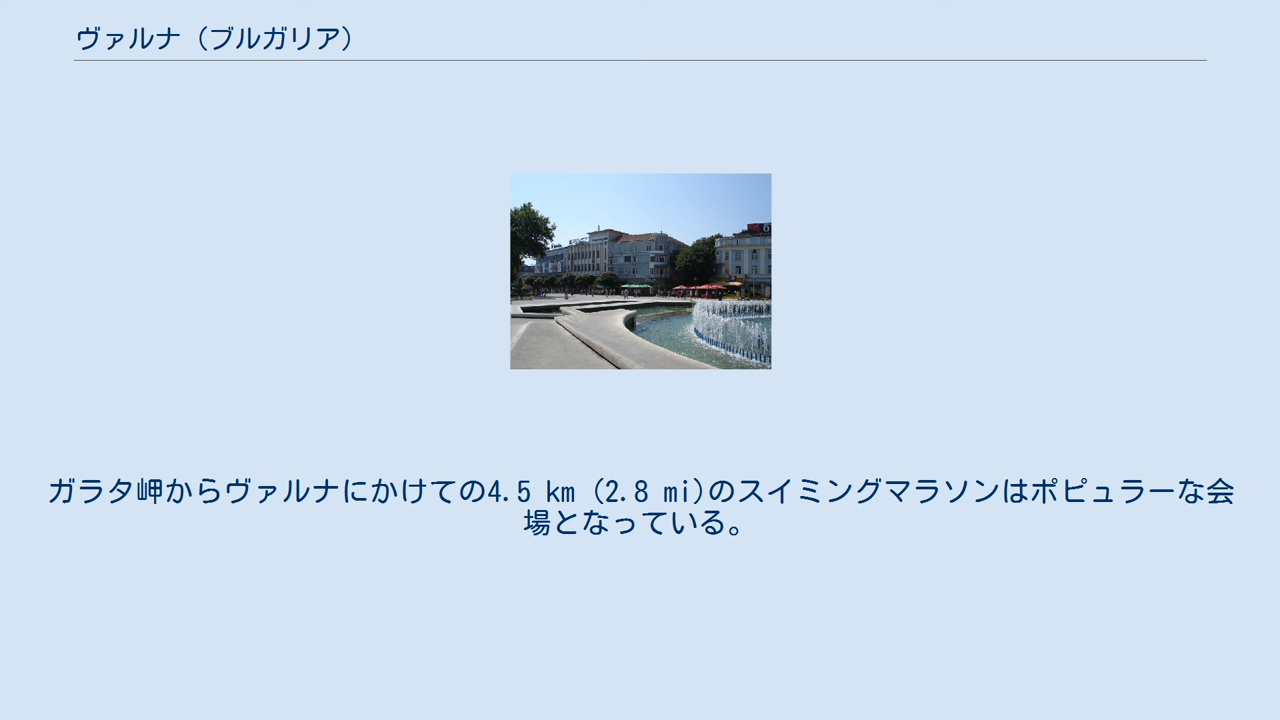 ヴァルナ（ブルガリア）
ガラタ岬からヴァルナにかけての4.5 km (2.8 mi)のスイミングマラソンはポピュラーな会
場となっている。